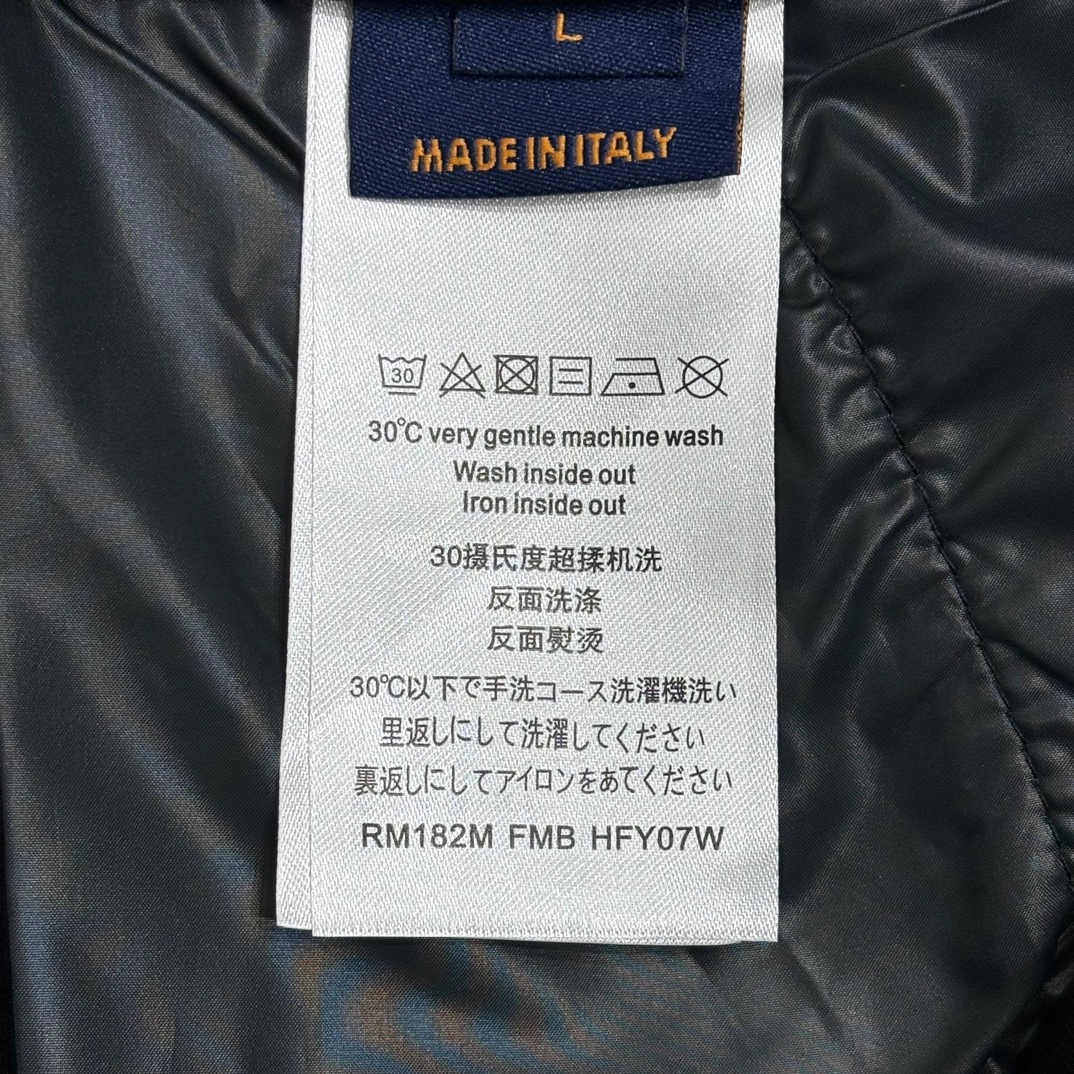 L
MADE IN ITALY
30
30℃ very gentle machine wash
Wash inside out
Iron inside out
30摄氏度超揉机洗
反面洗涤
反面熨烫
30℃以下で手洗コース洗濯機洗い
里返しにして洗濯してください
裏返しにしてアイロンをあてください
RM182M FMB HFY07W